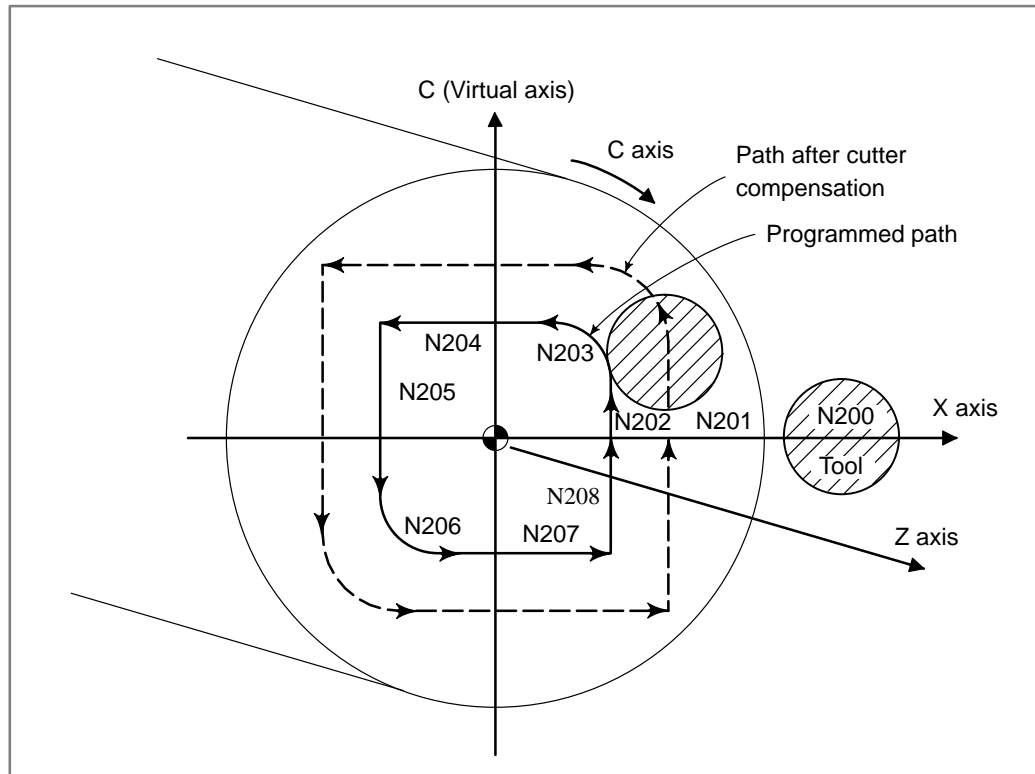 C (Virtual axis)
C axis
Path after cutter
compensation
Programmed path
N204
N203
N205
N202
N201
N200
X axis
Tool
N208
N206
N207
Z axis